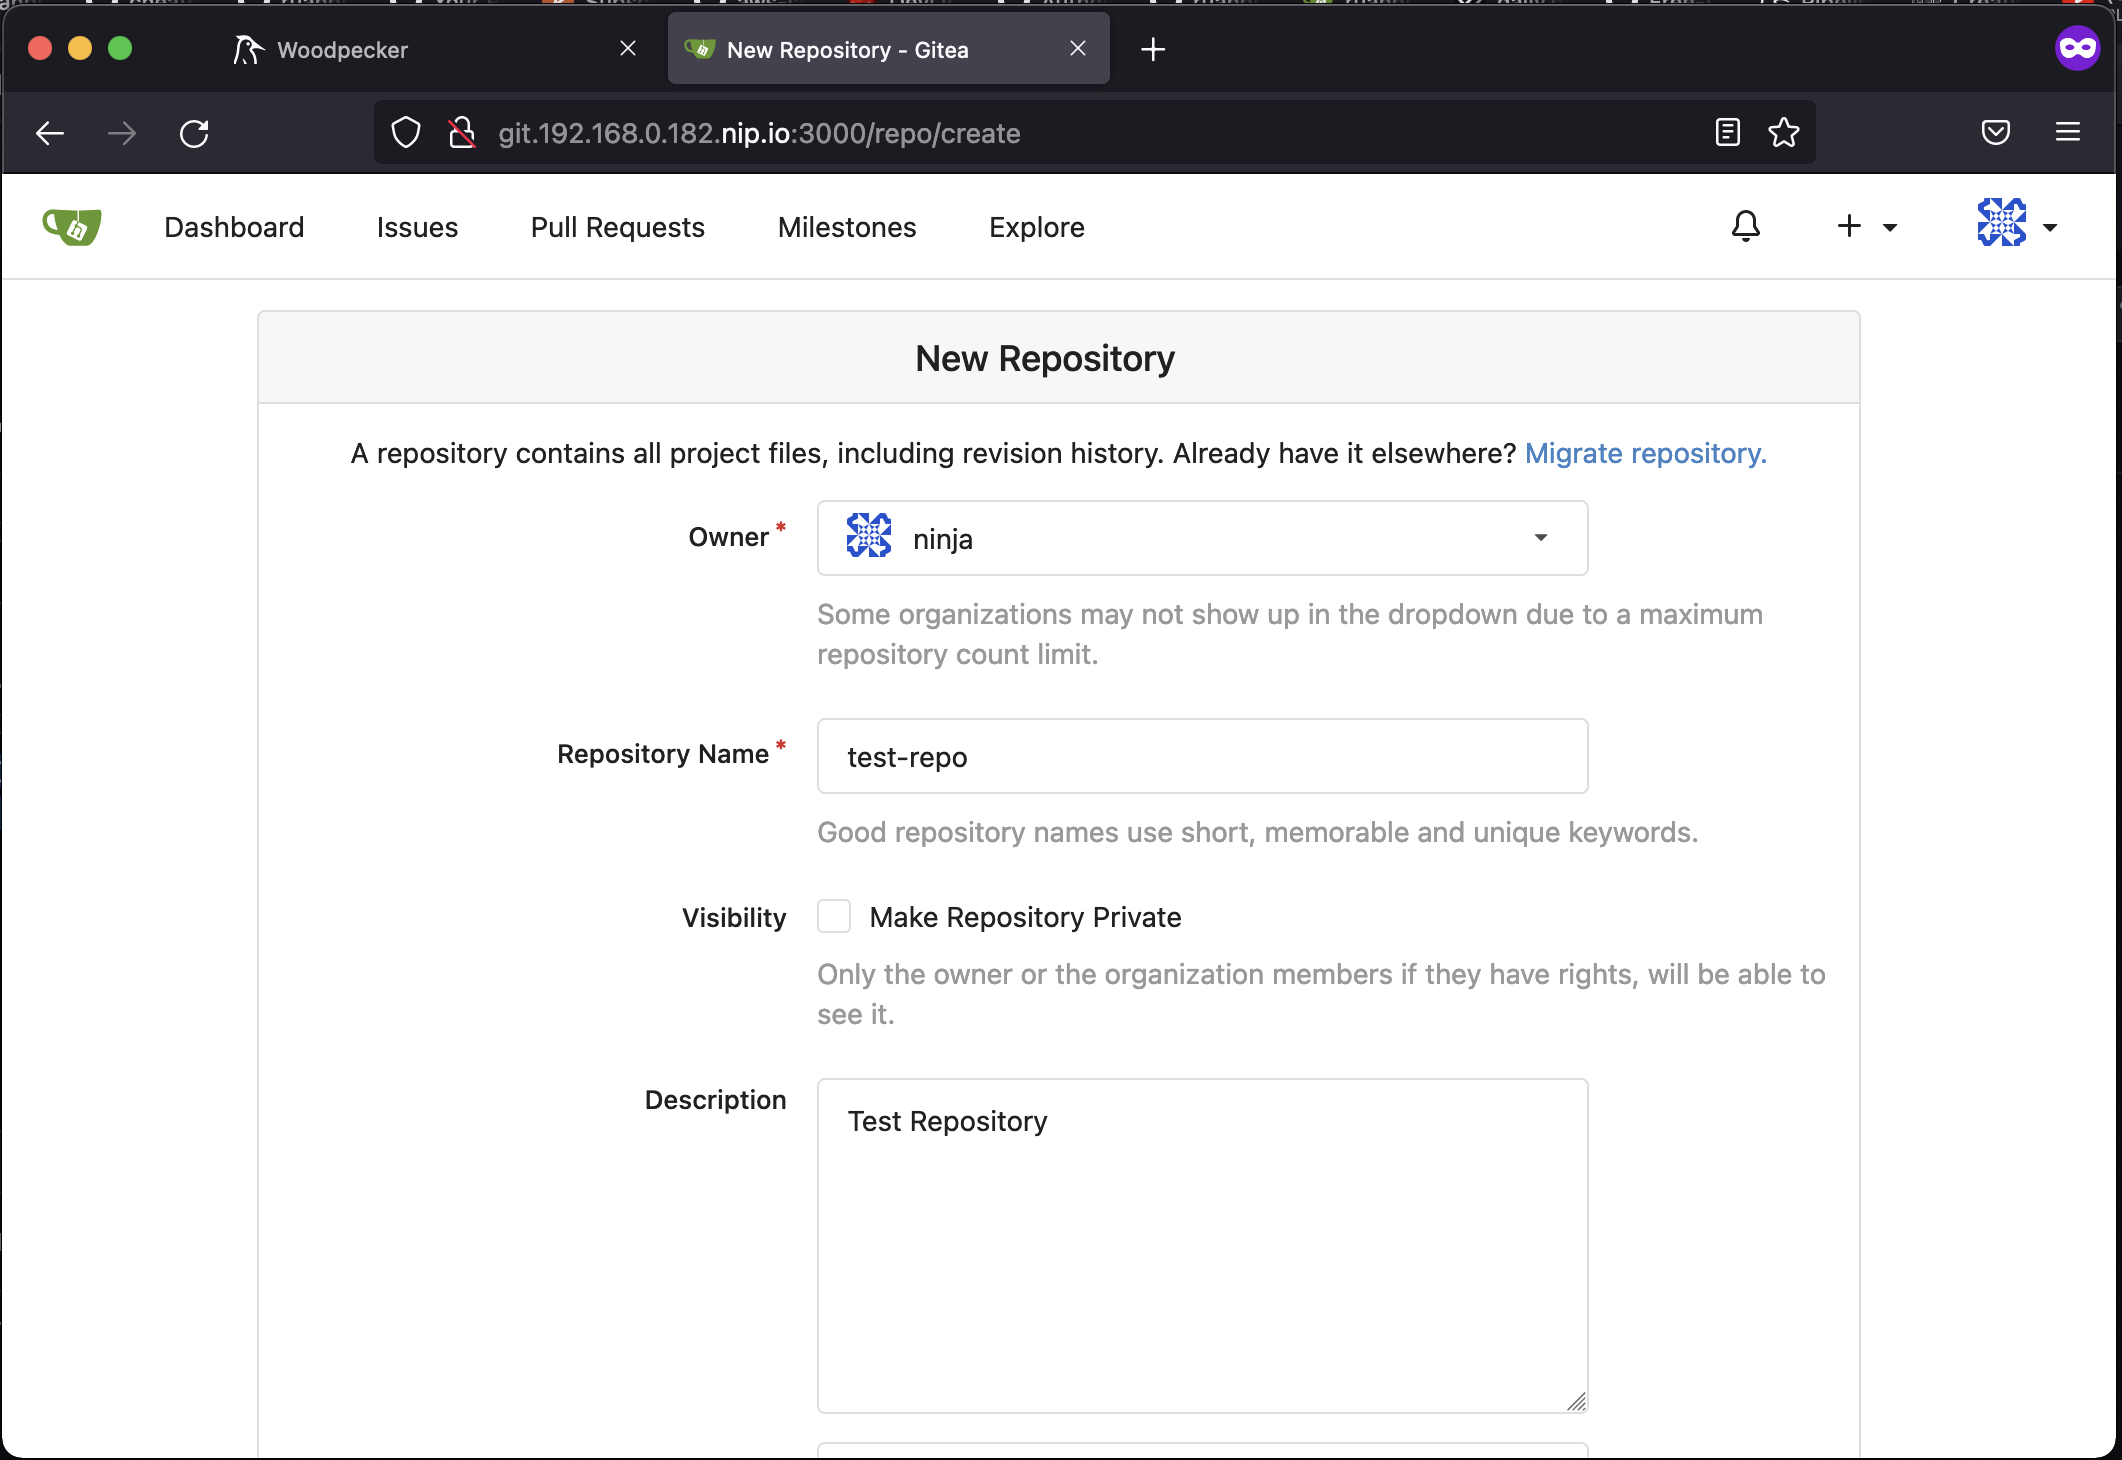 Woodpecker
New Repository - Gitea
git.192.168.0.182.nip.io:3000/repo/create
Dashboard
Issues
Pull Requests
Milestones
Explore
New Repository
A repository contains all project files, including revision history. Already have it elsewhere? Migrate repository.
Owner *
ninja
Some organizations may not show up in the dropdown due to a maximum
repository count limit.
Repository Name *
test-repo
Good repository names use short, memorable and unique keywords.
Visibility
Make Repository Private
Only the owner or the organization members if they have rights, will be able to
see it.
Description
Test Repository